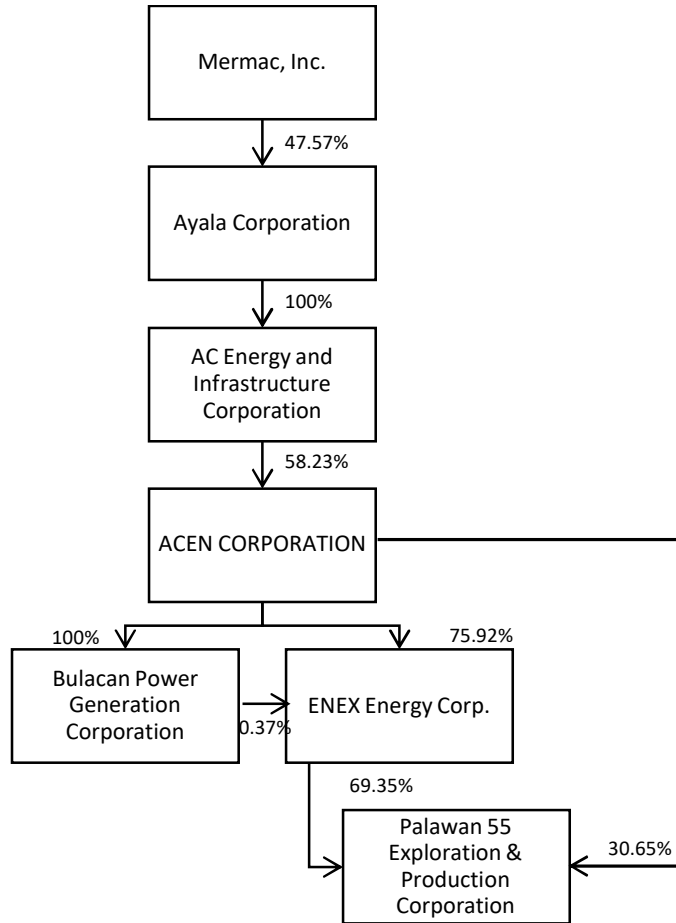 Mermac, Inc.
47.57%
Ayala Corporation
100%
AC Energy and
Infrastructure
Corporation
58.23%
ACEN CORPORATION
100%
75.92%
Bulacan Power
Generation
Corporation
0.37%
ENEX Energy Corp.
69.35%
Palawan 55
Exploration &
Production
Corporation
30.65%